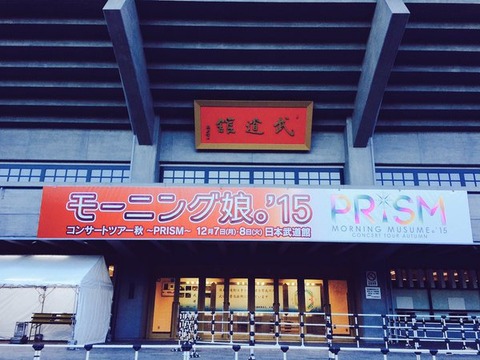 武道館
モーニング娘。'15
コンサートツアー秋 ~PRISM~ 12月7日(月)・8日(火) 日本武道館
PRISM
MORNING MUSUME。'15
CONCERT TOUR AUTUMN